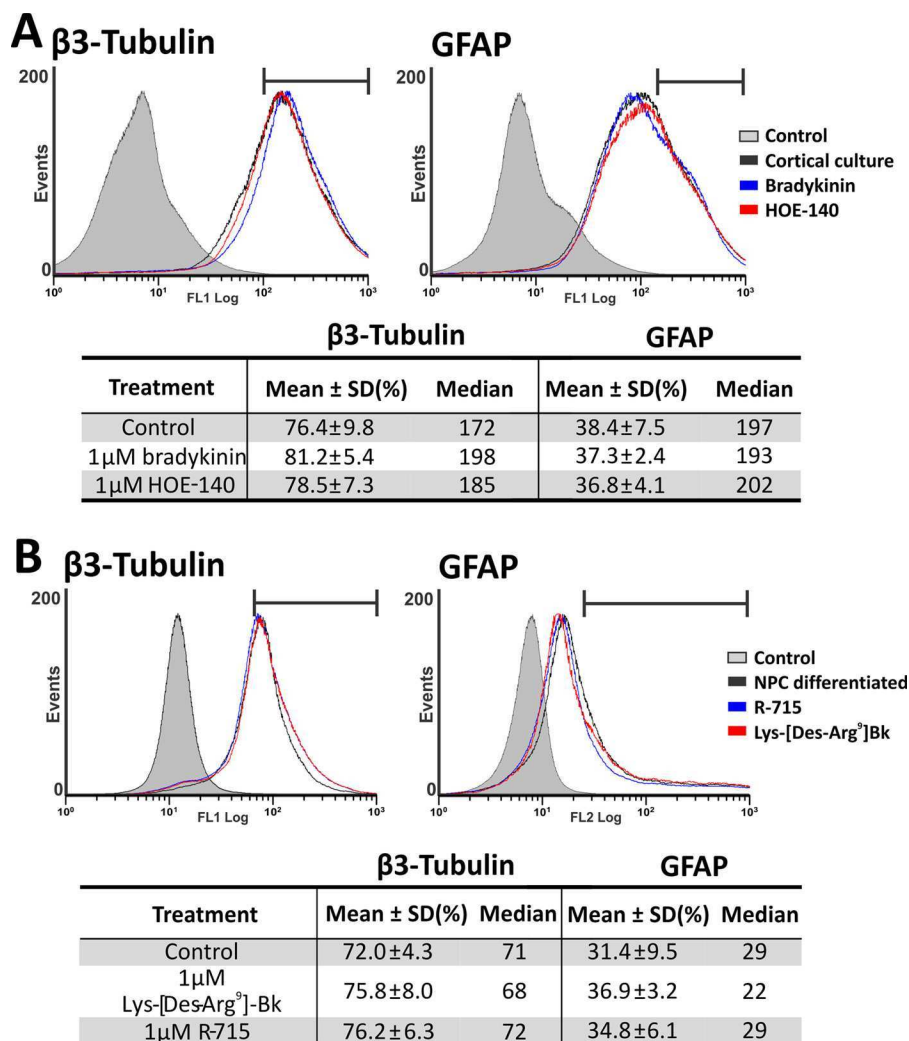 A β3-Tubulin GFAP
200 200
Events Events
0 0
10⁰ 10¹ 10² 10³ 10⁰ 10¹ 10² 10³
FL1 Log FL1 Log
Control
Cortical culture
Bradykinin
HOE-140
β3-Tubulin GFAP
Treatment Mean ± SD(%) Median Mean ± SD(%) Median
Control 76.4±9.8 172 38.4±7.5 197
1µM bradykinin 81.2±5.4 198 37.3±2.4 193
1µM HOE-140 78.5±7.3 185 36.8±4.1 202
B β3-Tubulin GFAP
200 200
Events Events
0 0
10⁰ 10¹ 10² 10³ 10⁰ 10¹ 10² 10³
FL1 Log FL2 Log
Control
NPC differentiated
R-715
Lys-[Des-Arg⁹]Bk
β3-Tubulin GFAP
Treatment Mean ± SD(%) Median Mean ± SD(%) Median
Control 72.0±4.3 71 31.4±9.5 29
1µM
Lys-[Des-Arg⁹]-Bk 75.8±8.0 68 36.9±3.2 22
1µM R-715 76.2±6.3 72 34.8±6.1 29